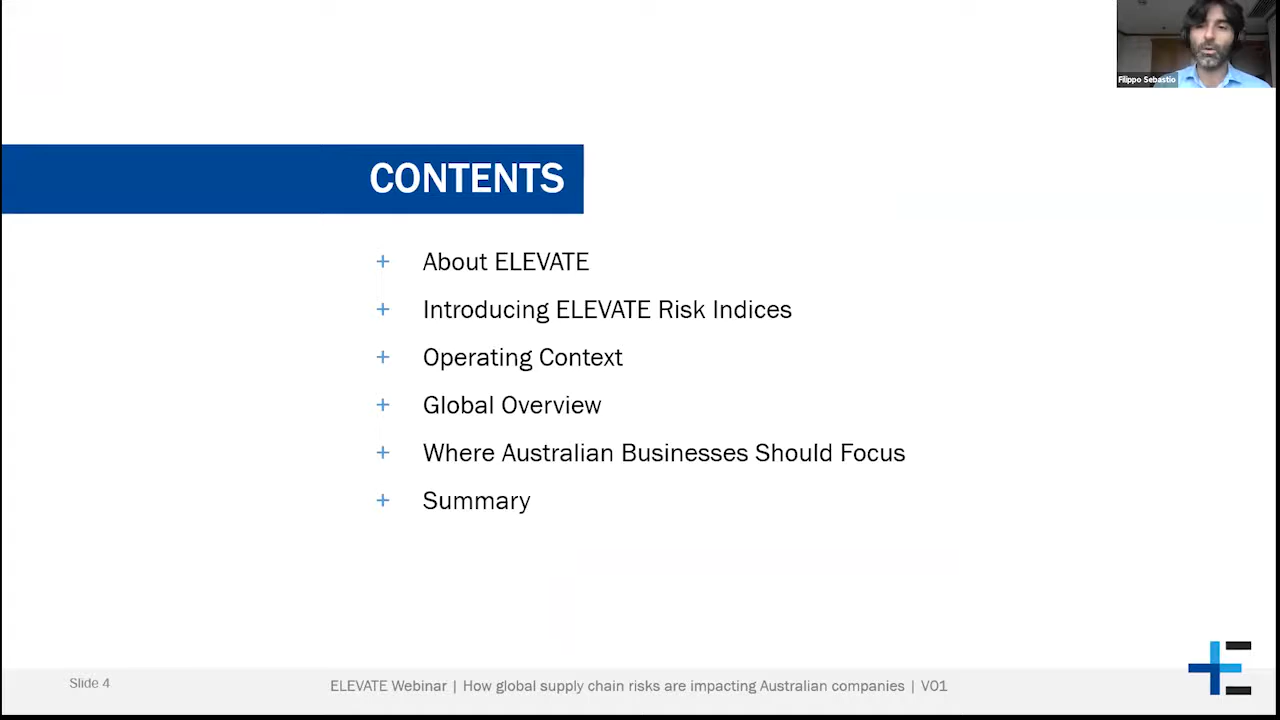 Filippo Sebastio
CONTENTS
+ About ELEVATE
+ Introducing ELEVATE Risk Indices
+ Operating Context
+ Global Overview
+ Where Australian Businesses Should Focus
+ Summary
Slide 4
ELEVATE Webinar | How global supply chain risks are impacting Australian companies | V01